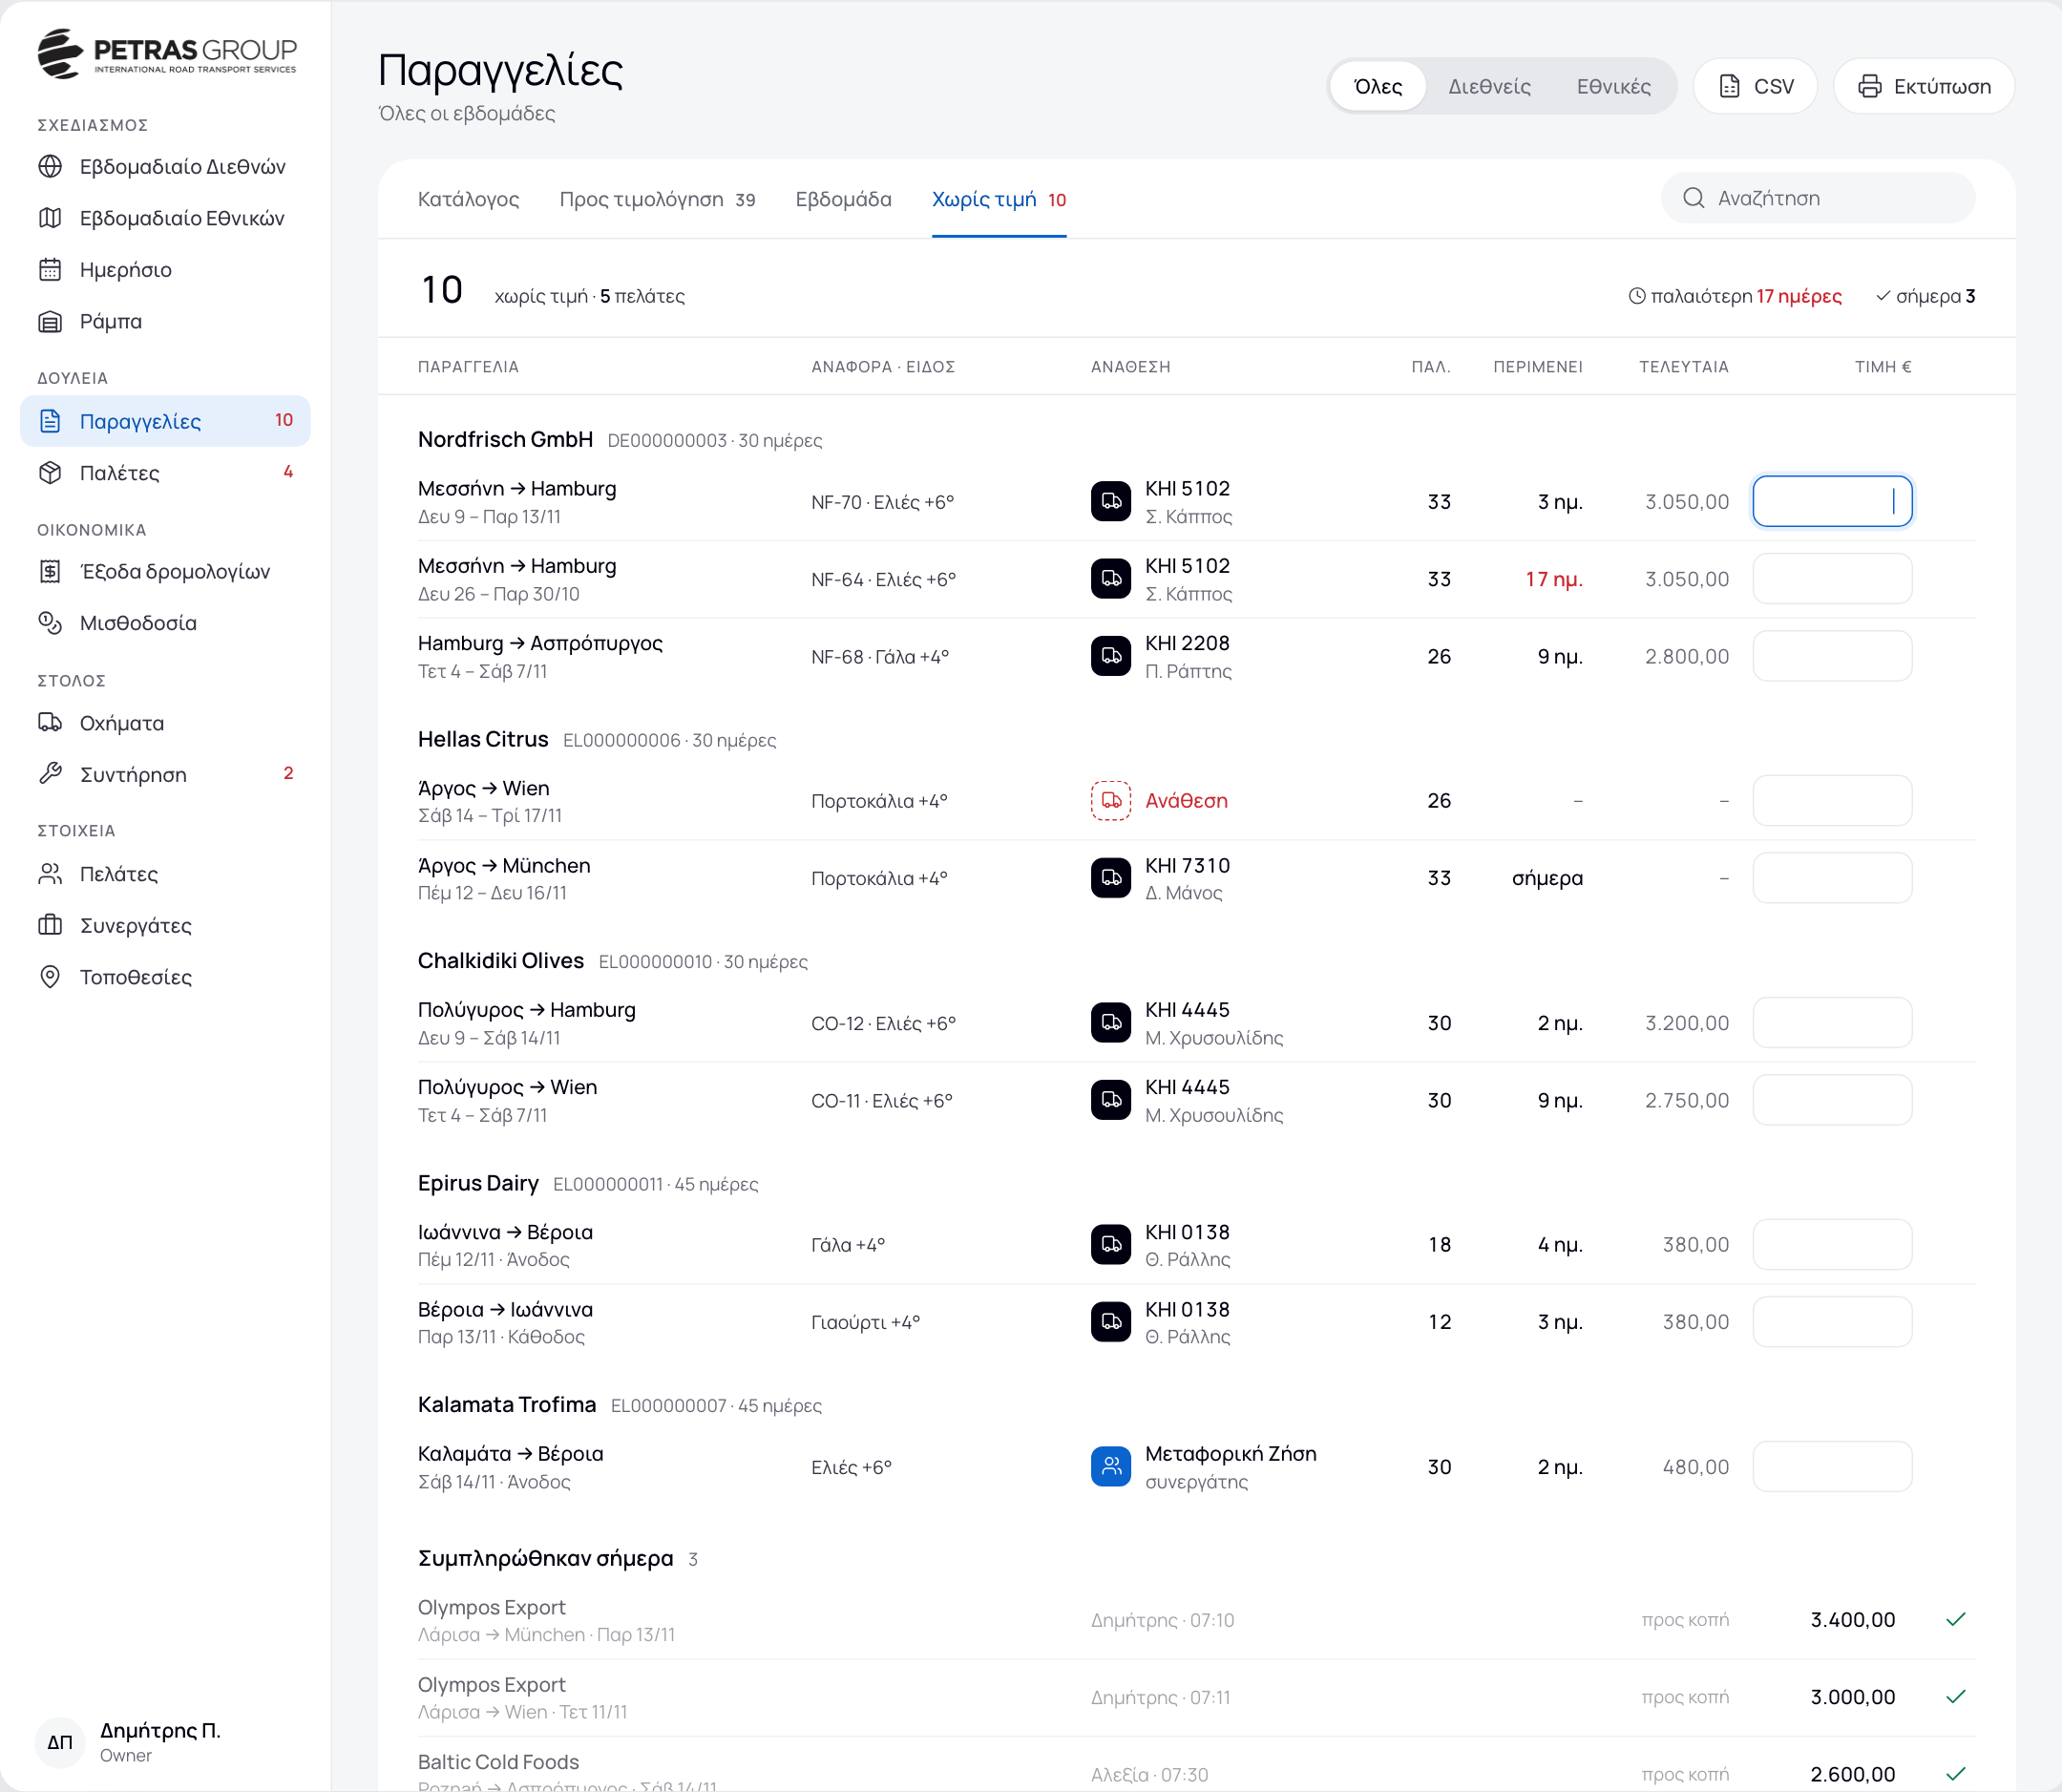 PETRAS GROUP
INTERNATIONAL ROAD TRANSPORT SERVICES
ΣΧΕΔΙΑΣΜΟΣ
Εβδομαδιαίο Διεθνών
Εβδομαδιαίο Εθνικών
Ημερήσιο
Ράμπα
ΔΟΥΛΕΙΑ
Παραγγελίες 10
Παλέτες 4
ΟΙΚΟΝΟΜΙΚΑ
Έξοδα δρομολογίων
Μισθοδοσία
ΣΤΟΛΟΣ
Οχήματα
Συντήρηση 2
ΣΤΟΙΧΕΙΑ
Πελάτες
Συνεργάτες
Τοποθεσίες
ΔΠ
Δημήτρης Π.
Owner
Παραγγελίες
Όλες οι εβδομάδες
Όλες Διεθνείς Εθνικές CSV Εκτύπωση
Κατάλογος Προς τιμολόγηση 39 Εβδομάδα Χωρίς τιμή 10 Αναζήτηση
10 χωρίς τιμή · 5 πελάτες παλαιότερη 17 ημέρες σήμερα 3
ΠΑΡΑΓΓΕΛΙΑ ΑΝΑΦΟΡΑ · ΕΙΔΟΣ ΑΝΑΘΕΣΗ ΠΑΛ. ΠΕΡΙΜΕΝΕΙ ΤΕΛΕΥΤΑΙΑ ΤΙΜΗ €
Nordfrisch GmbH DE000000003 · 30 ημέρες
Μεσσήνη → Hamburg NF-70 · Ελιές +6° ΚΗΙ 5102 33 3 ημ. 3.050,00
Δευ 9 – Παρ 13/11 Σ. Κάππος
Μεσσήνη → Hamburg NF-64 · Ελιές +6° ΚΗΙ 5102 33 17 ημ. 3.050,00
Δευ 26 – Παρ 30/10 Σ. Κάππος
Hamburg → Ασπρόπυργος NF-68 · Γάλα +4° ΚΗΙ 2208 26 9 ημ. 2.800,00
Τετ 4 – Σάβ 7/11 Π. Ράπτης
Hellas Citrus EL000000006 · 30 ημέρες
Άργος → Wien Πορτοκάλια +4° Ανάθεση 26 – –
Σάβ 14 – Τρί 17/11
Άργος → München Πορτοκάλια +4° ΚΗΙ 7310 33 σήμερα –
Πέμ 12 – Δευ 16/11 Δ. Μάνος
Chalkidiki Olives EL000000010 · 30 ημέρες
Πολύγυρος → Hamburg CO-12 · Ελιές +6° ΚΗΙ 4445 30 2 ημ. 3.200,00
Δευ 9 – Σάβ 14/11 Μ. Χρυσουλίδης
Πολύγυρος → Wien CO-11 · Ελιές +6° ΚΗΙ 4445 30 9 ημ. 2.750,00
Τετ 4 – Σάβ 7/11 Μ. Χρυσουλίδης
Epirus Dairy EL000000011 · 45 ημέρες
Ιωάννινα → Βέροια Γάλα +4° ΚΗΙ 0138 18 4 ημ. 380,00
Πέμ 12/11 · Άνοδος Θ. Ράλλης
Βέροια → Ιωάννινα Γιαούρτι +4° ΚΗΙ 0138 12 3 ημ. 380,00
Παρ 13/11 · Κάθοδος Θ. Ράλλης
Kalamata Trofima EL000000007 · 45 ημέρες
Καλαμάτα → Βέροια Ελιές +6° Μεταφορική Ζήση 30 2 ημ. 480,00
Σάβ 14/11 · Άνοδος συνεργάτης
Συμπληρώθηκαν σήμερα 3
Olympos Export Δημήτρης · 07:10 προς κοπή 3.400,00
Λάρισα → München · Παρ 13/11
Olympos Export Δημήτρης · 07:11 προς κοπή 3.000,00
Λάρισα → Wien · Τετ 11/11
Baltic Cold Foods Αλεξία · 07:30 προς κοπή 2.600,00
Poznań → Ασπρόπυργος · Σάβ 14/11